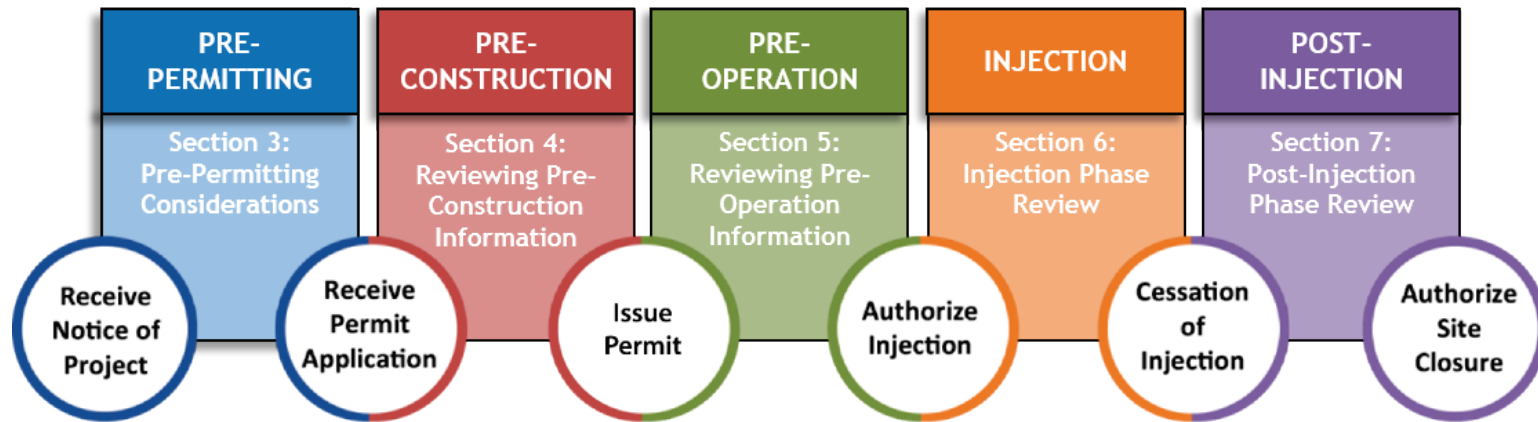 PRE-
PERMITTING
PRE-
CONSTRUCTION
PRE-
OPERATION
INJECTION
POST-
INJECTION
Section 3:
Pre-Permitting
Considerations
Section 4:
Reviewing Pre-
Construction
Information
Section 5:
Reviewing Pre-
Operation
Information
Section 6:
Injection Phase
Review
Section 7:
Post-Injection
Phase Review
Receive
Notice of
Project
Receive
Permit
Application
Issue
Permit
Authorize
Injection
Cessation
of
Injection
Authorize
Site
Closure